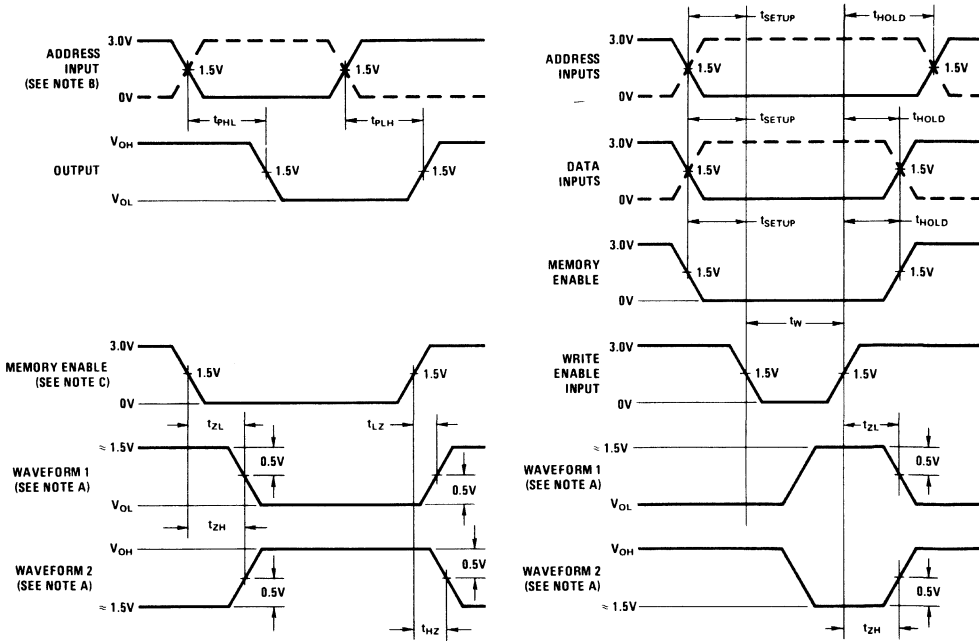 ADDRESS
INPUT
(SEE NOTE B)
3.0V
0V
1.5V
1.5V
tPHL
tPLH
OUTPUT
VOH
VOL
1.5V
1.5V
MEMORY ENABLE
(SEE NOTE C)
3.0V
0V
1.5V
1.5V
tZL
tLZ
WAVEFORM 1
(SEE NOTE A)
≈ 1.5V
VOL
0.5V
0.5V
tZH
WAVEFORM 2
(SEE NOTE A)
VOH
≈ 1.5V
0.5V
0.5V
tHZ
tSETUP
tHOLD
ADDRESS
INPUTS
3.0V
0V
1.5V
1.5V
tSETUP
tHOLD
DATA
INPUTS
3.0V
0V
1.5V
1.5V
tSETUP
tHOLD
MEMORY
ENABLE
3.0V
0V
1.5V
1.5V
tW
WRITE
ENABLE
INPUT
3.0V
0V
1.5V
1.5V
tZL
WAVEFORM 1
(SEE NOTE A)
≈ 1.5V
VOL
0.5V
WAVEFORM 2
(SEE NOTE A)
VOH
≈ 1.5V
0.5V
tZH